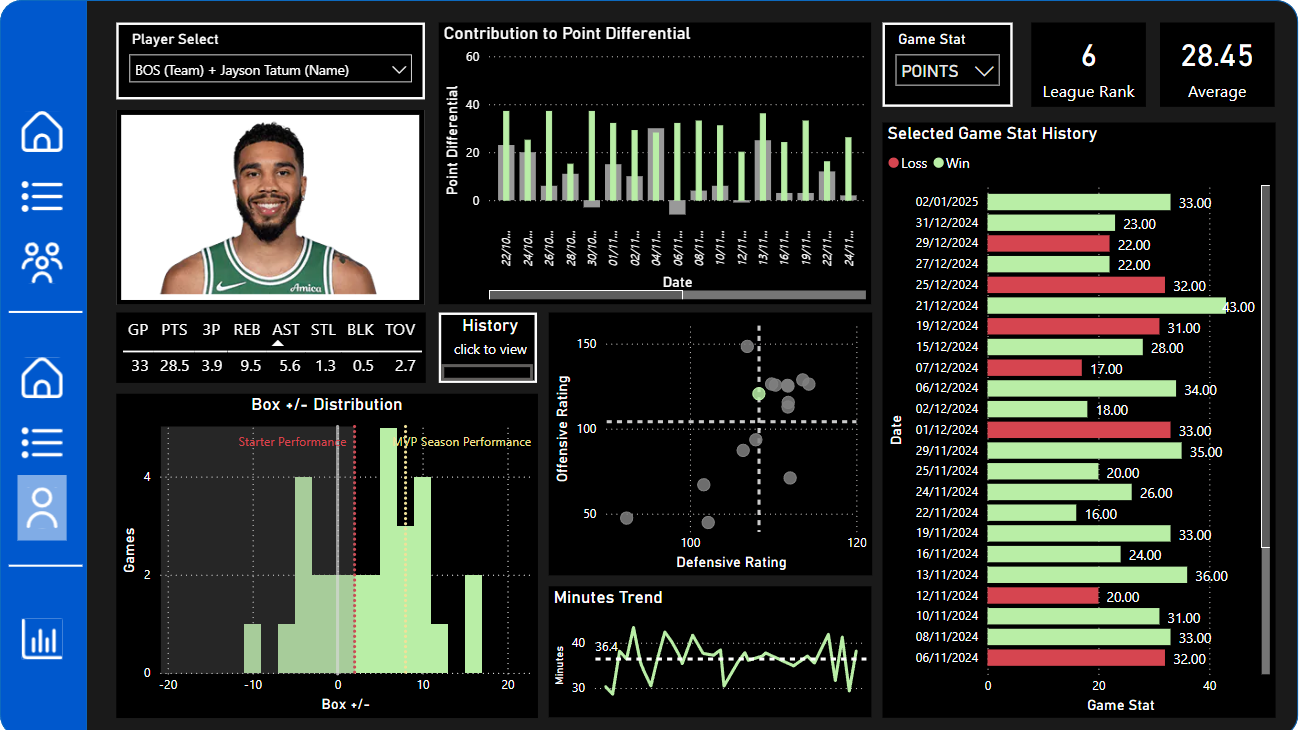 Player Select
BOS (Team) + Jayson Tatum (Name)
Amica
GP PTS 3P REB AST STL BLK TOV
33 28.5 3.9 9.5 5.6 1.3 0.5 2.7
Contribution to Point Differential
Point Differential
60
40
20
0
22/10...
24/10...
26/10...
28/10...
30/10...
01/11...
02/11...
04/11...
06/11...
08/11...
10/11...
12/11...
13/11...
16/11...
19/11...
22/11...
24/11...
Date
History
click to view
Box +/- Distribution
Starter Performance
MVP Season Performance
Games
4
2
0
-20 -10 0 10 20
Box +/-
Offensive Rating
150
100
50
100 120
Defensive Rating
Minutes Trend
Minutes
40
36.4
30
Game Stat
POINTS
6
League Rank
28.45
Average
Selected Game Stat History
Loss Win
Date
02/01/2025 33.00
31/12/2024 23.00
29/12/2024 22.00
27/12/2024 22.00
25/12/2024 32.00
21/12/2024 43.00
19/12/2024 31.00
15/12/2024 28.00
07/12/2024 17.00
06/12/2024 34.00
02/12/2024 18.00
01/12/2024 33.00
29/11/2024 35.00
25/11/2024 20.00
24/11/2024 26.00
22/11/2024 16.00
19/11/2024 33.00
16/11/2024 24.00
13/11/2024 36.00
12/11/2024 20.00
10/11/2024 31.00
08/11/2024 33.00
06/11/2024 32.00
0 20 40
Game Stat